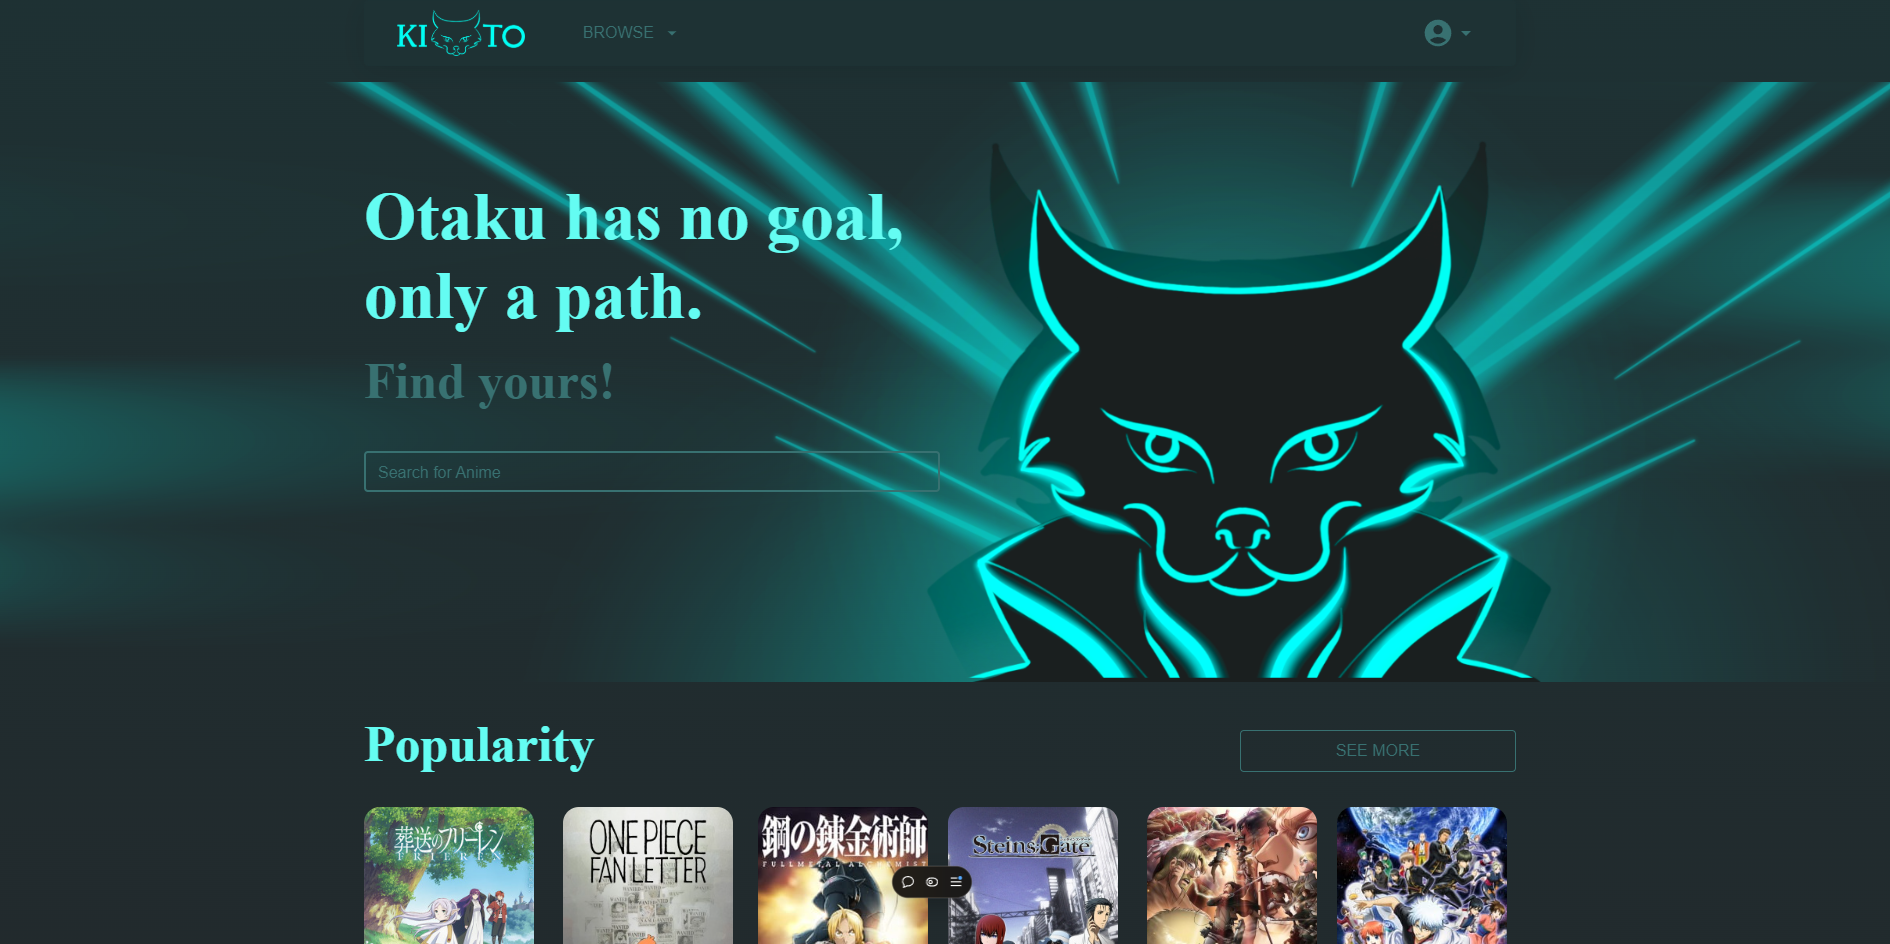 KI TO
BROWSE
Otaku has no goal,
only a path.
Find yours!
Search for Anime
Popularity
SEE MORE
葬送のフリーレン
FRIEREN
ONE PIECE
FAN LETTER
鋼の錬金術師
FULLMETAL ALCHEMIST
Steins;Gate